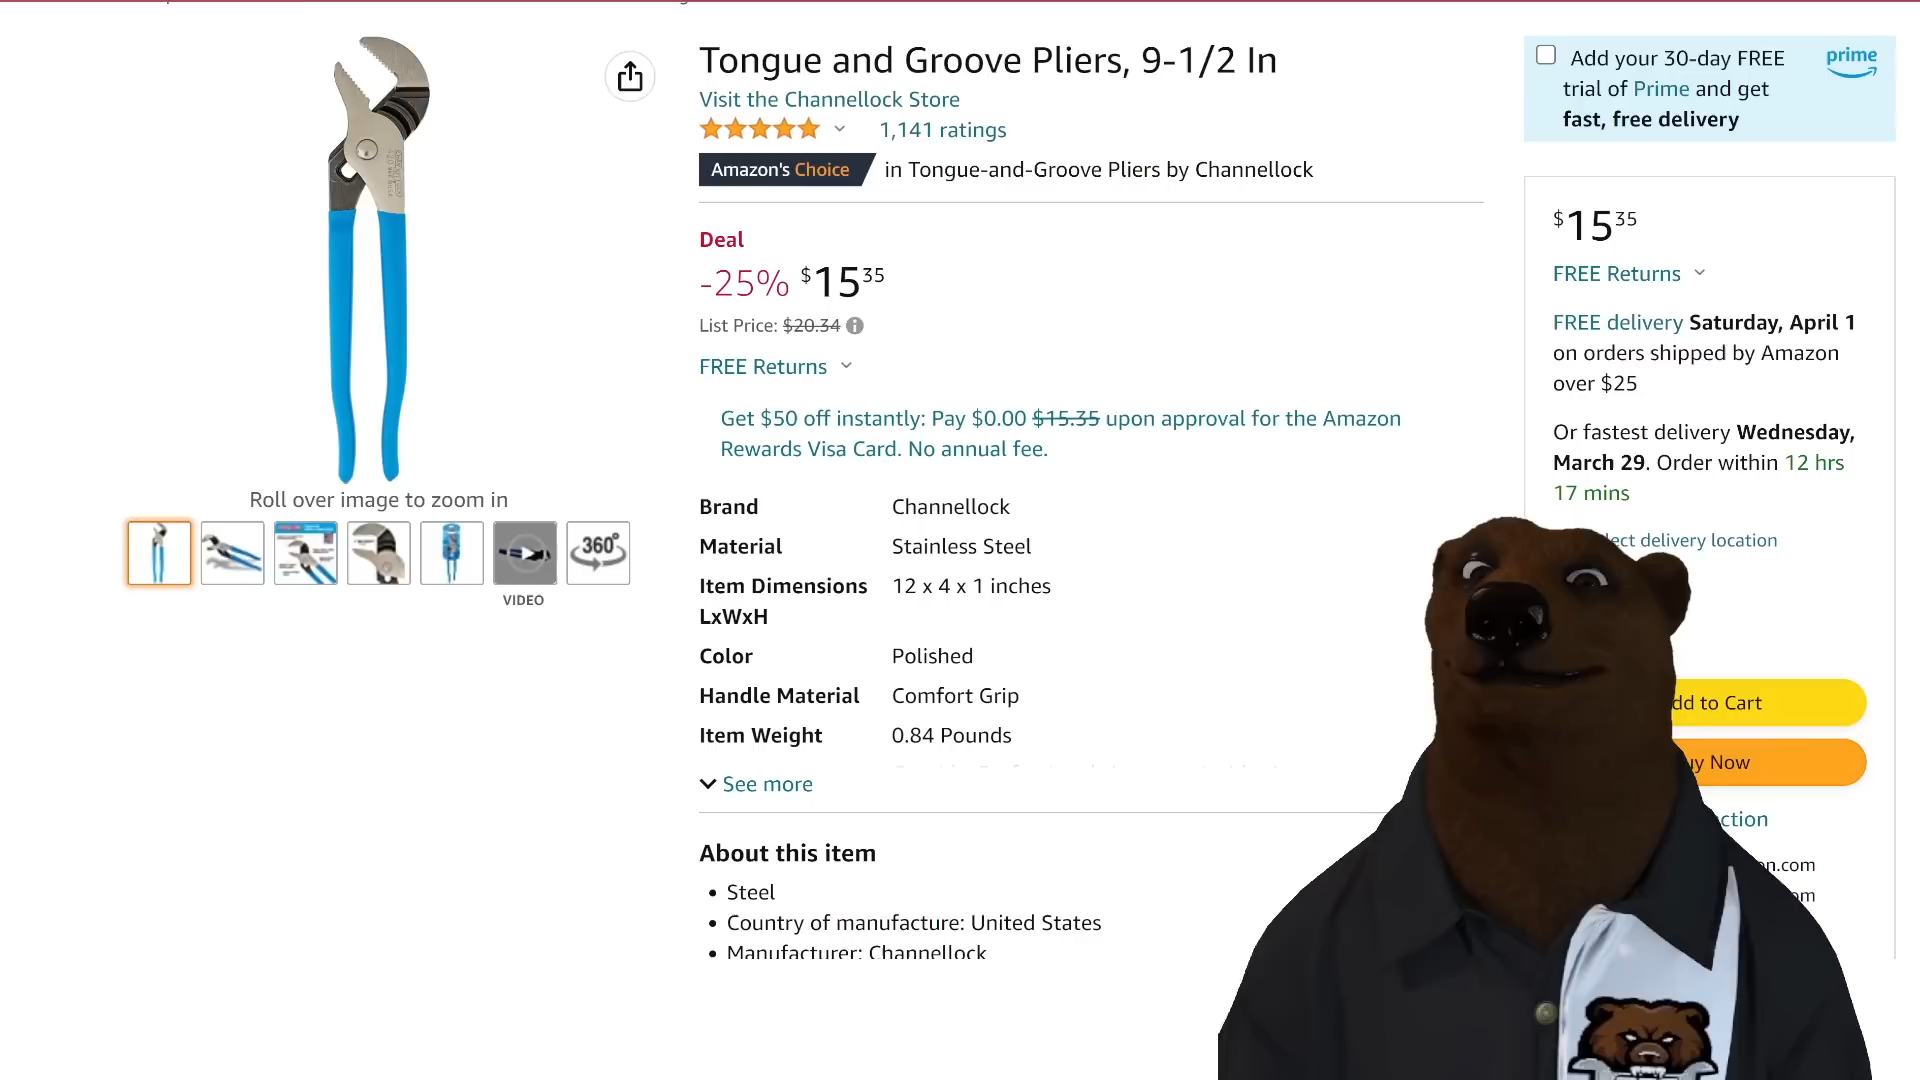 Tongue and Groove Pliers, 9-1/2 In
Visit the Channellock Store
1,141 ratings
Amazon's Choice in Tongue-and-Groove Pliers by Channellock
Deal
-25% $15 35
List Price: $20.34
FREE Returns
Get $50 off instantly: Pay $0.00 $15.35 upon approval for the Amazon
Rewards Visa Card. No annual fee.
Brand Channellock
Material Stainless Steel
Item Dimensions 12 x 4 x 1 inches
LxWxH
Color Polished
Handle Material Comfort Grip
Item Weight 0.84 Pounds
See more
About this item
Steel
Country of manufacture: United States
Manufacturer: Channellock
Roll over image to zoom in
360°
VIDEO
Add your 30-day FREE
trial of Prime and get
fast, free delivery
prime
$15 35
FREE Returns
FREE delivery Saturday, April 1
on orders shipped by Amazon
over $25
Or fastest delivery Wednesday,
March 29. Order within 12 hrs
17 mins
lect delivery location
dd to Cart
uy Now
ction
on.com
om